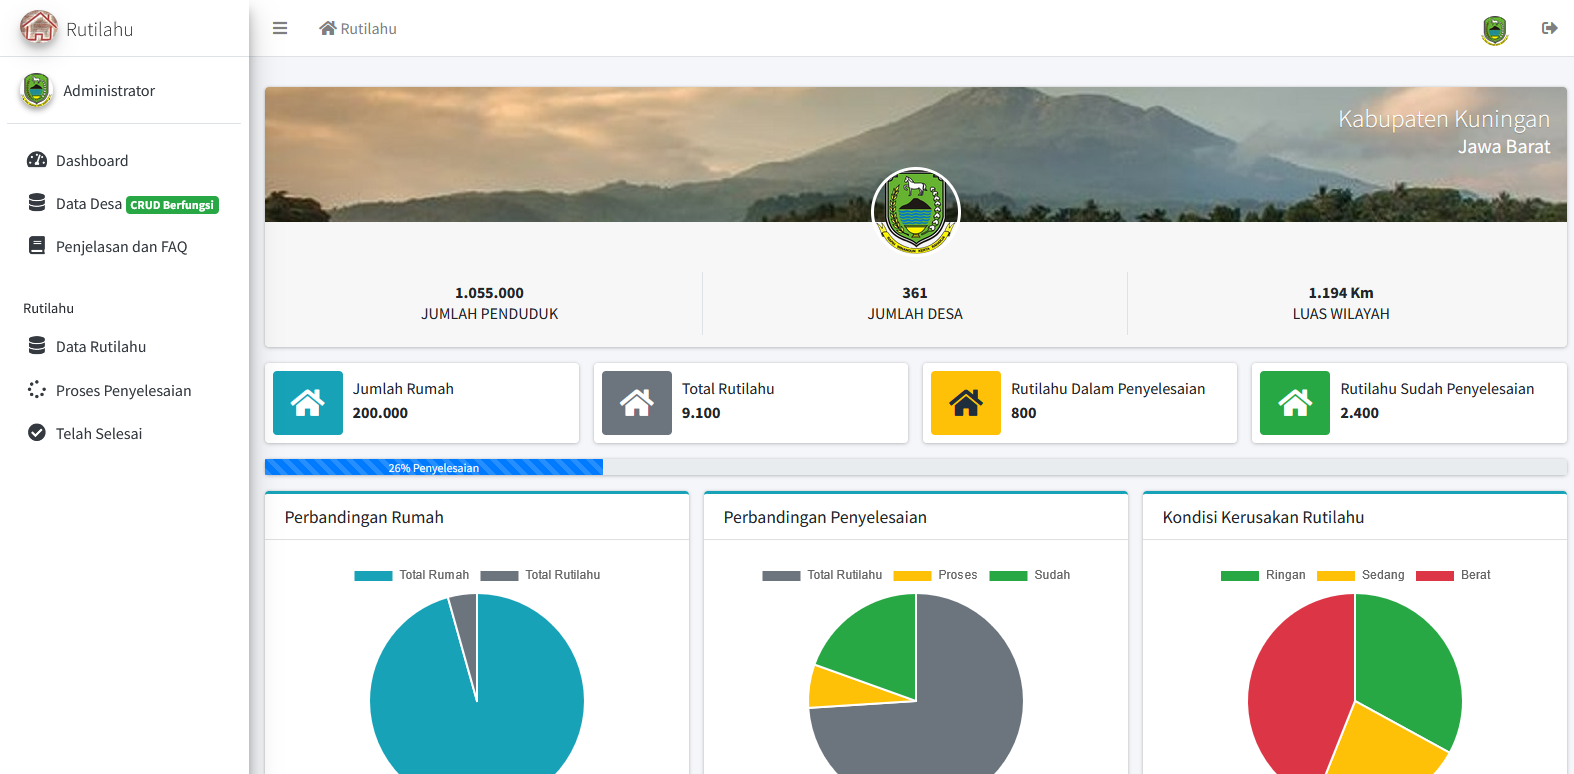 Rutilahu
Rutilahu
Administrator
Dashboard
Data Desa CRUD Berfungsi
Penjelasan dan FAQ
Rutilahu
Data Rutilahu
Proses Penyelesaian
Telah Selesai
Kabupaten Kuningan
Jawa Barat
1.055.000
JUMLAH PENDUDUK
361
JUMLAH DESA
1.194 Km
LUAS WILAYAH
Jumlah Rumah
200.000
Total Rutilahu
9.100
Rutilahu Dalam Penyelesaian
800
Rutilahu Sudah Penyelesaian
2.400
26% Penyelesaian
Perbandingan Rumah
Total Rumah Total Rutilahu
Perbandingan Penyelesaian
Total Rutilahu Proses Sudah
Kondisi Kerusakan Rutilahu
Ringan Sedang Berat